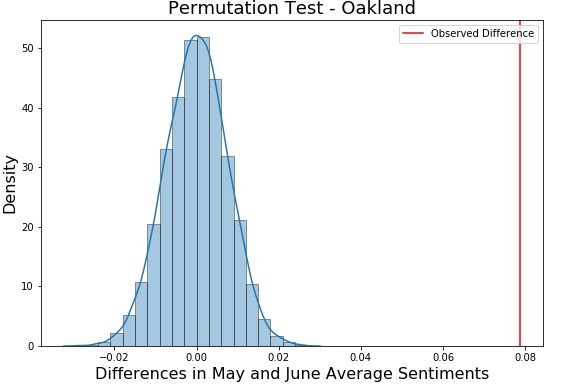 Permutation Test - Oakland
Observed Difference
Density
50
40
30
20
10
0
−0.02 0.00 0.02 0.04 0.06 0.08
Differences in May and June Average Sentiments